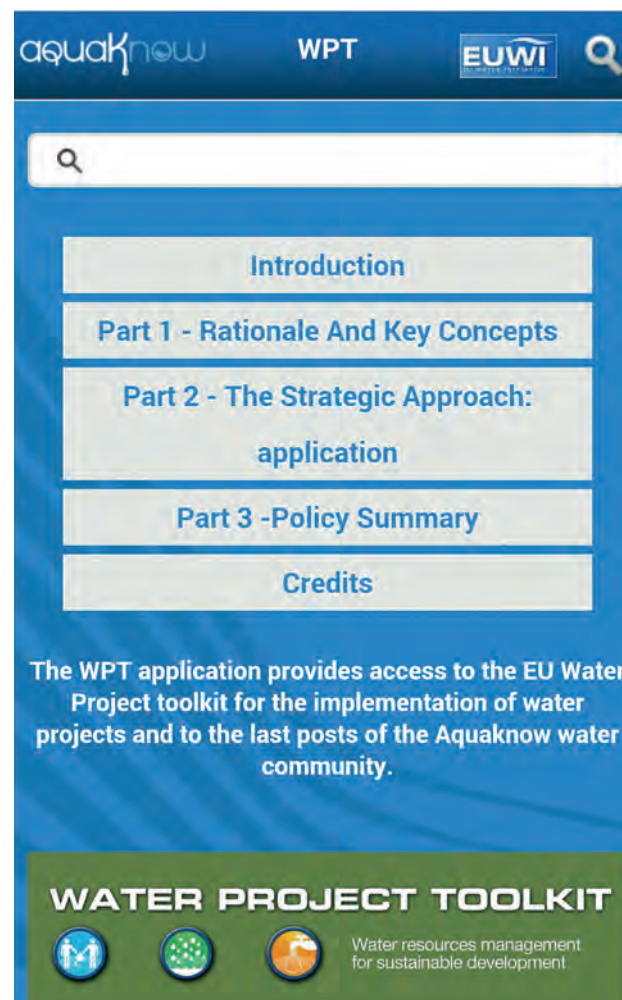 aquaknow WPT EUWI
Introduction
Part 1 - Rationale And Key Concepts
Part 2 - The Strategic Approach:
application
Part 3 -Policy Summary
Credits
The WPT application provides access to the EU Water
Project toolkit for the implementation of water
projects and to the last posts of the Aquaknow water
community.
WATER PROJECT TOOLKIT
Water resources management
for sustainable development